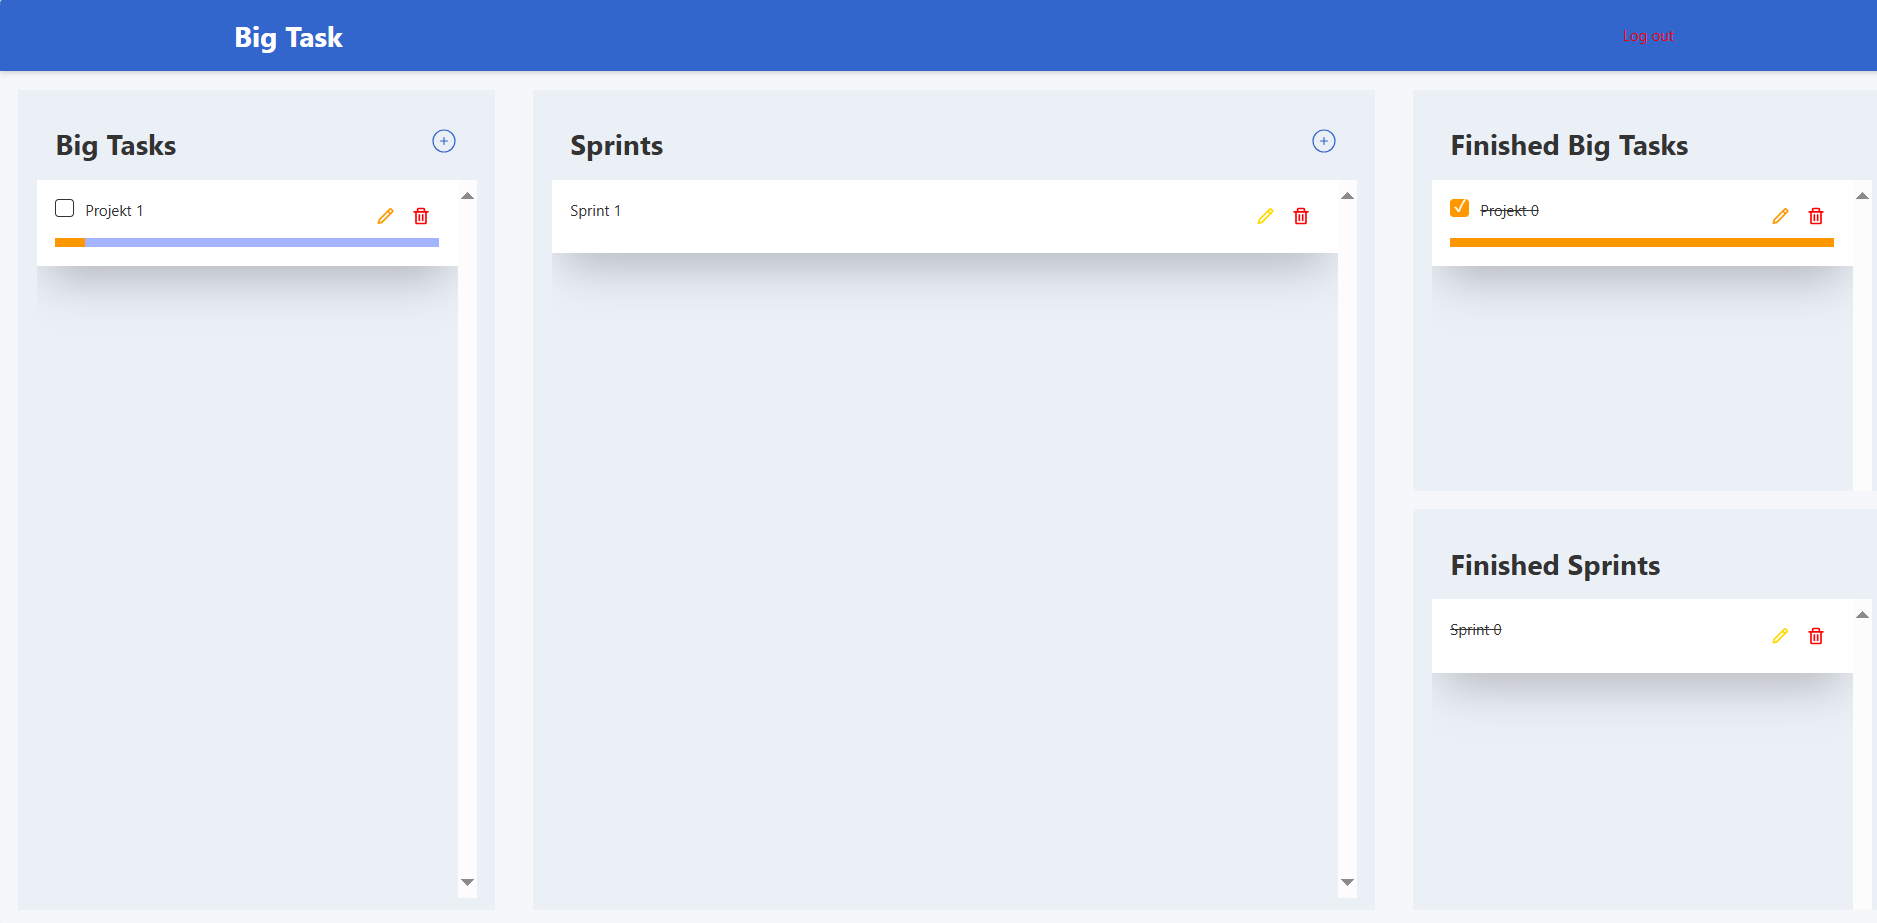 Big Task
Log out
Big Tasks
Projekt 1
Sprints
Sprint 1
Finished Big Tasks
Projekt 0
Finished Sprints
Sprint 0